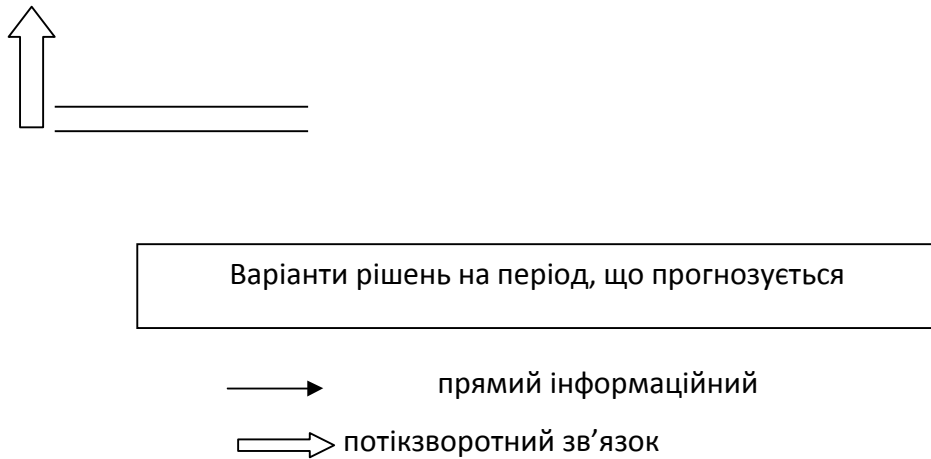 Варіанти рішень на період, що прогнозується
прямий інформаційний
потікзворотний зв’язок